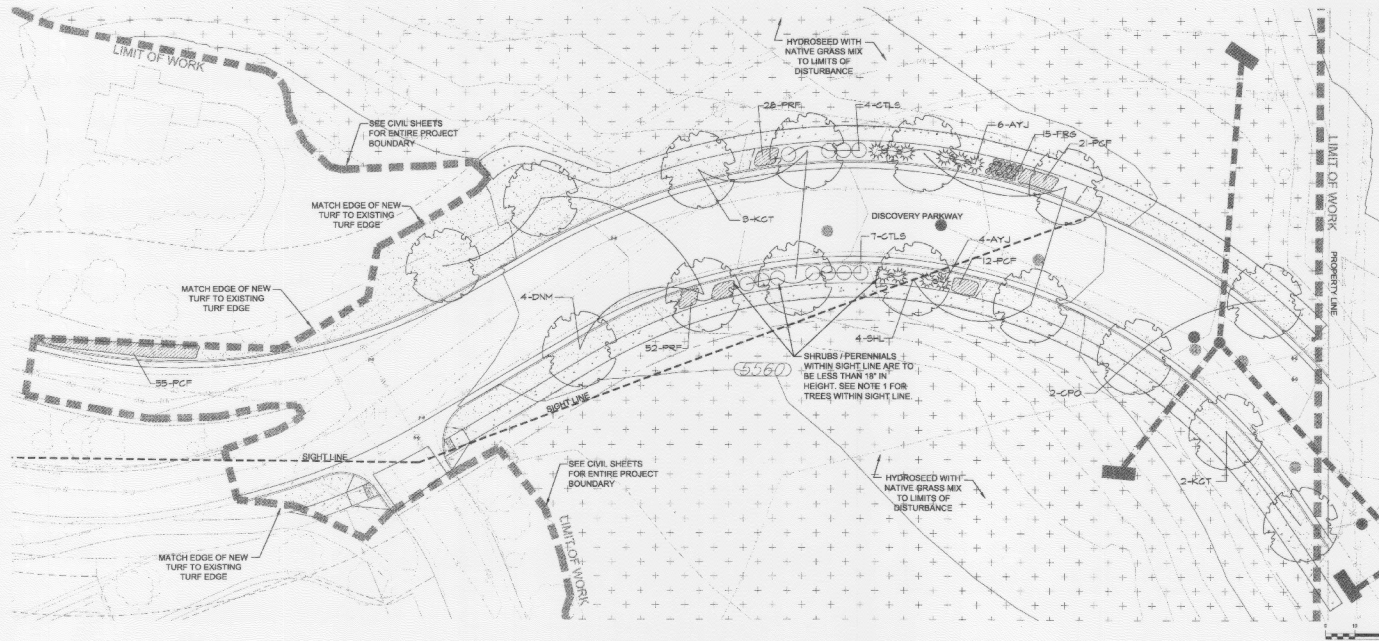 LIMIT OF WORK
HYDROSEED WITH
NATIVE GRASS MIX
TO LIMITS OF
DISTURBANCE
SEE CIVIL SHEETS
FOR ENTIRE PROJECT
BOUNDARY
28-PRF
4-CTLS
6-AYJ
15-FRG
21-PCF
LIMIT OF WORK
PROPERTY LINE
MATCH EDGE OF NEW
TURF TO EXISTING
TURF EDGE
3-KCT
DISCOVERY PARKWAY
7-CTLS
4-AYJ
12-PCF
MATCH EDGE OF NEW
TURF TO EXISTING
TURF EDGE
4-DNM
52-PRF
4-SHL
5560
SHRUBS / PERENNIALS
WITHIN SIGHT LINE ARE TO
BE LESS THAN 18" IN
HEIGHT. SEE NOTE 1 FOR
TREES WITHIN SIGHT LINE.
55-PCF
2-CPO
SIGHT LINE
SIGHT LINE
SEE CIVIL SHEETS
FOR ENTIRE PROJECT
BOUNDARY
HYDROSEED WITH
NATIVE GRASS MIX
TO LIMITS OF
DISTURBANCE
2-KCT
LIMIT OF WORK
MATCH EDGE OF NEW
TURF TO EXISTING
TURF EDGE
0 10